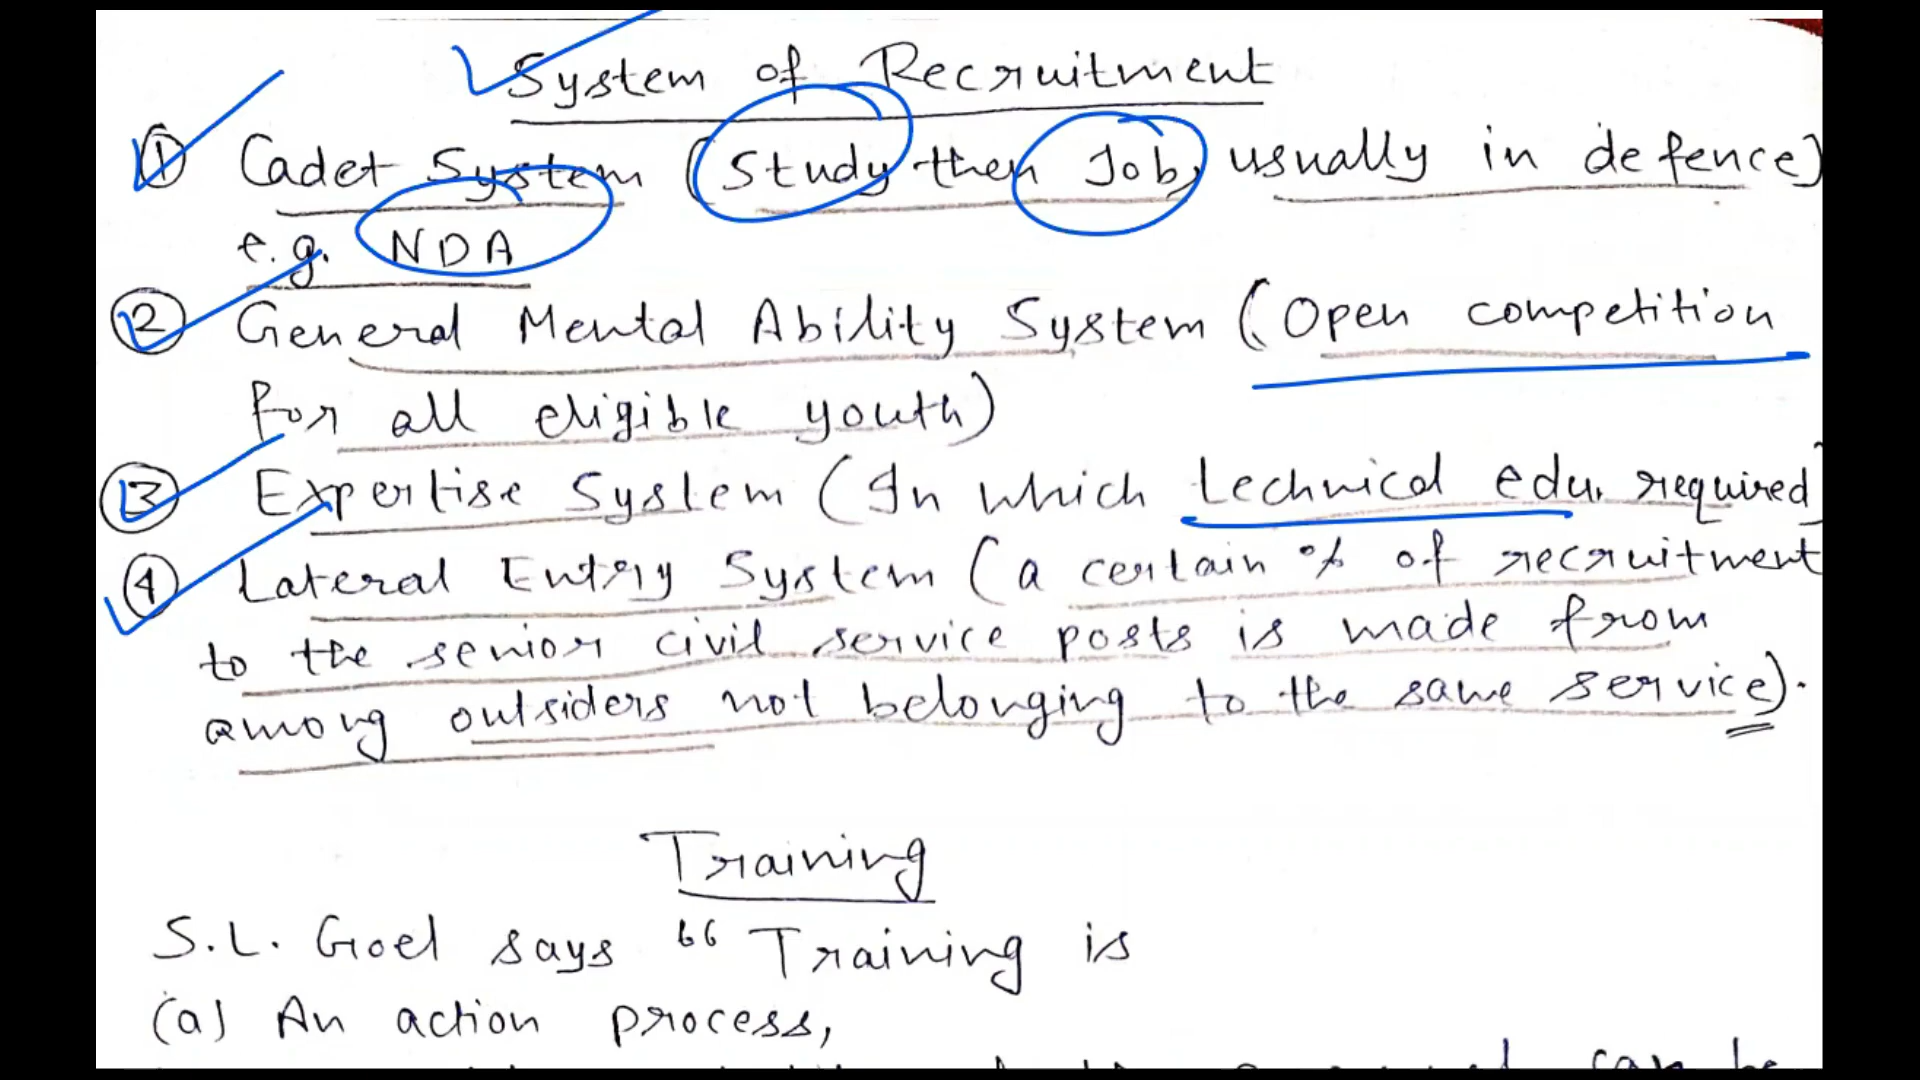 System of Recruitment
① Cadet System (Study then Job, usually in defence)
e.g. NDA
② General Mental Ability System (Open competition
for all eligible youth)
③ Expertise System (In which technical edu. required)
④ Lateral Entry System (a certain % of recruitment
to the senior civil service posts is made from
among outsiders not belonging to the same service).
Training
S.L. Goel says "Training is
(a) An action process,
can be